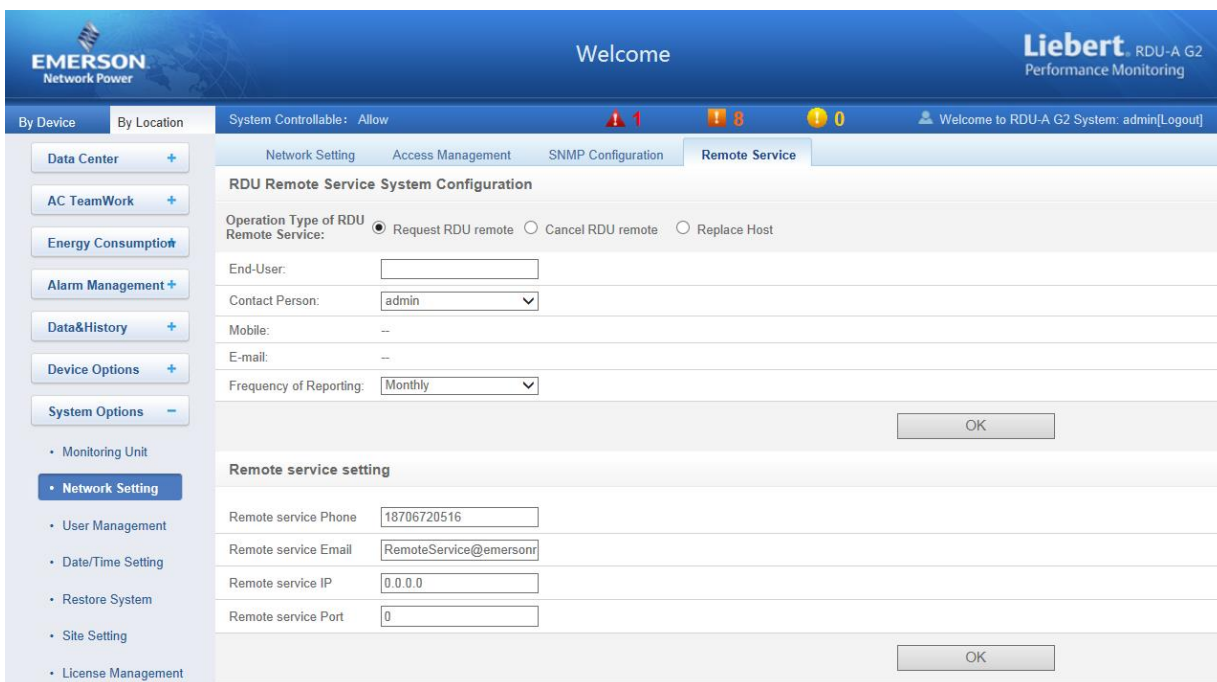 EMERSON
Network Power
Welcome
Liebert® RDU-A G2
Performance Monitoring
By Device By Location
System Controllable: Allow
1 8 0
Welcome to RDU-A G2 System: admin[Logout]
Data Center +
AC TeamWork +
Energy Consumption+
Alarm Management +
Data&History +
Device Options +
System Options −
• Monitoring Unit
• Network Setting
• User Management
• Date/Time Setting
• Restore System
• Site Setting
• License Management
Network Setting Access Management SNMP Configuration Remote Service
RDU Remote Service System Configuration
Operation Type of RDU
Remote Service:
Request RDU remote Cancel RDU remote Replace Host
End-User:
Contact Person: admin
Mobile: --
E-mail: --
Frequency of Reporting: Monthly
OK
Remote service setting
Remote service Phone 18706720516
Remote service Email RemoteService@emersonr
Remote service IP 0.0.0.0
Remote service Port 0
OK